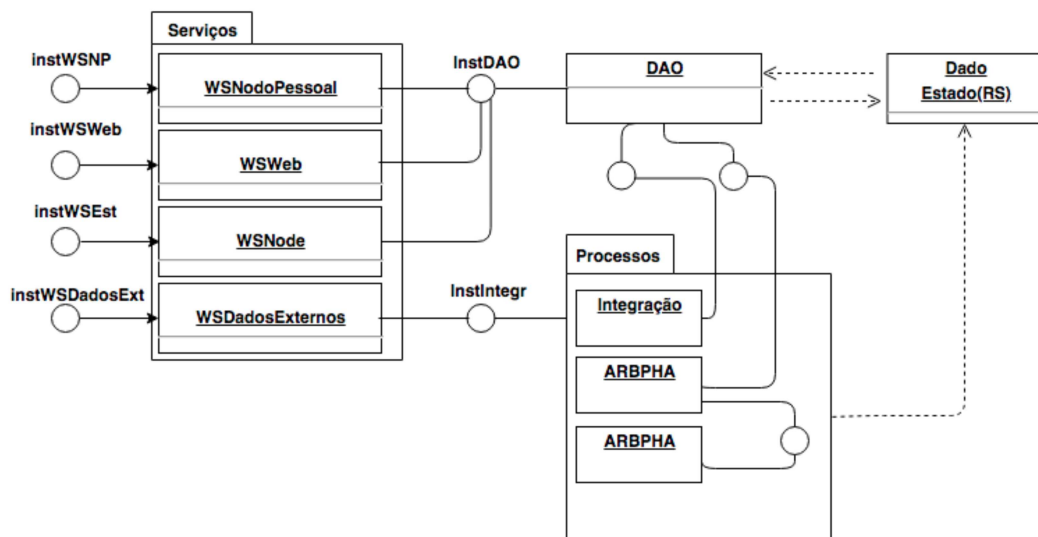 Serviços
instWSNP
WSNodoPessoal
InstDAO
DAO
Dado
Estado(RS)
instWSWeb
WSWeb
instWSEst
WSNode
Processos
instWSDadosExt
WSDadosExternos
InstIntegr
Integração
ARBPHA
ARBPHA